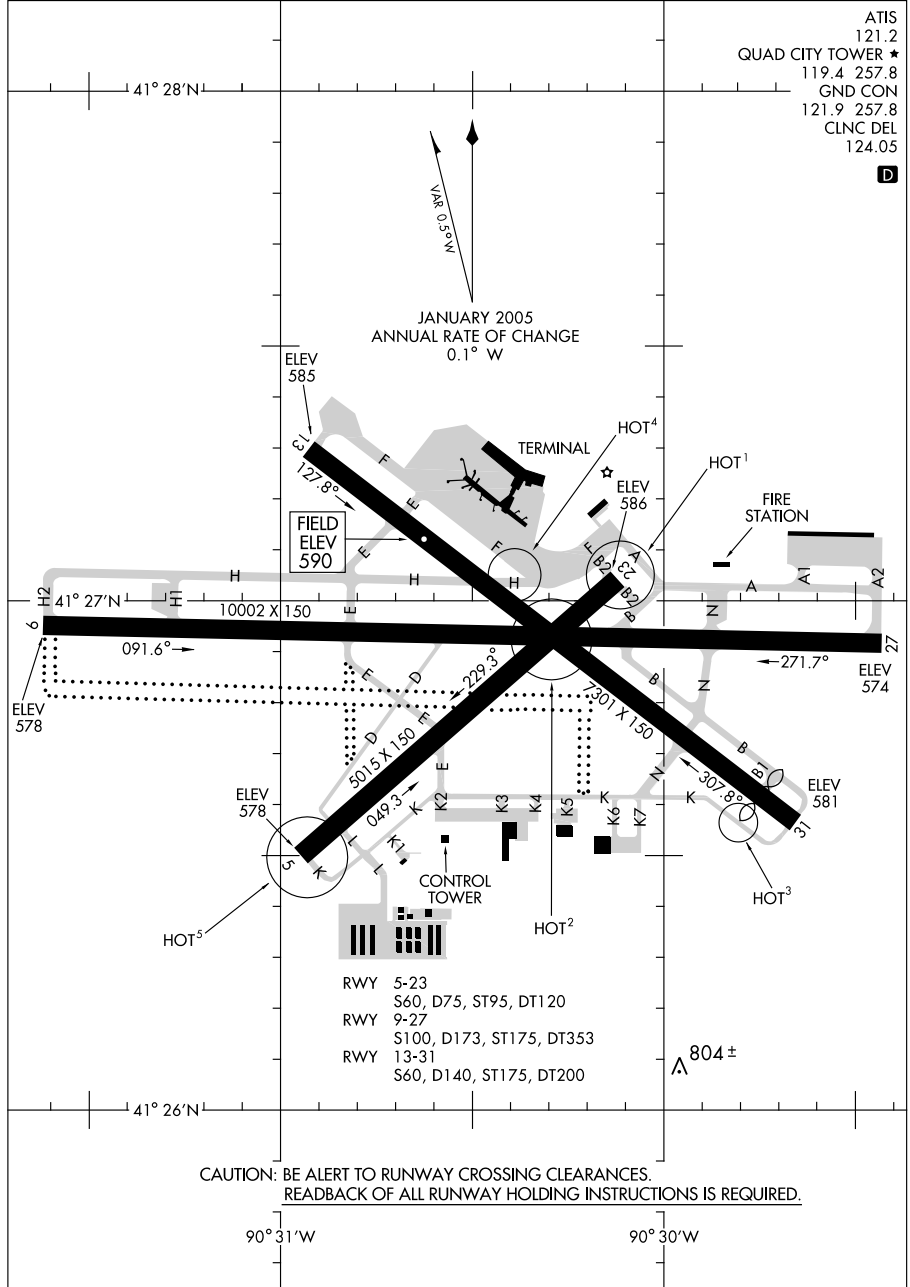 ATIS
121.2
QUAD CITY TOWER ★
119.4 257.8
GND CON
121.9 257.8
CLNC DEL
124.05
D
41° 28'N
VAR 0.5° W
JANUARY 2005
ANNUAL RATE OF CHANGE
0.1° W
ELEV
585
13
127.8°
F
TERMINAL
HOT⁴
HOT¹
ELEV
586
FIRE
STATION
FIELD
ELEV
590
E
E
F
F
B2
A
23
B2
B
A
A1
A2
N
H2
H
H1
H
H
E
41° 27'N
10002 X 150
9
091.6°
271.7°
27
ELEV
574
ELEV
578
E
D
E
229.3°
7301 X 150
B
N
B
D
5015 X 150
049.3
E
N
307.8°
B1
ELEV
581
31
ELEV
578
5
K
L
L
K1
K
K2
K3
K4
K5
K
K6
K7
K
CONTROL
TOWER
HOT²
HOT³
HOT⁵
RWY 5-23
S60, D75, ST95, DT120
RWY 9-27
S100, D173, ST175, DT353
RWY 13-31
S60, D140, ST175, DT200
804 ±
41° 26'N
CAUTION: BE ALERT TO RUNWAY CROSSING CLEARANCES.
READBACK OF ALL RUNWAY HOLDING INSTRUCTIONS IS REQUIRED.
90° 31'W
90° 30'W